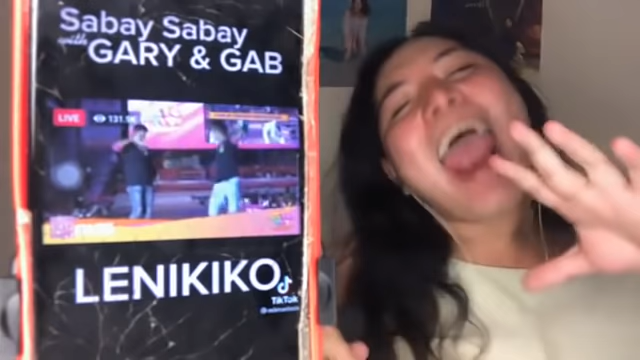 Sabay Sabay
with GARY & GAB
LIVE
LENIKIKO
TikTok